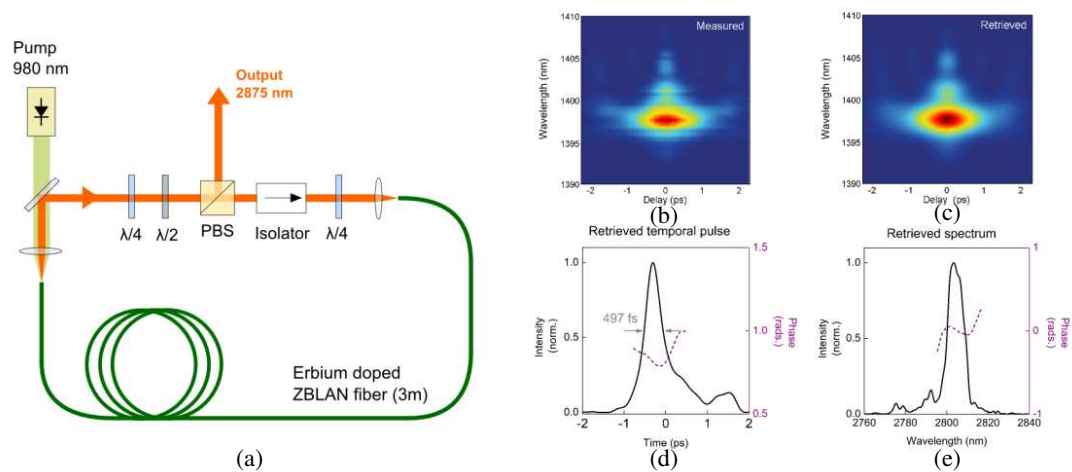 Pump
980 nm
Output
2875 nm
λ/4
λ/2
PBS
Isolator
λ/4
Erbium doped
ZBLAN fiber (3m)
(a)
1410
1405
1400
1395
1390
Wavelength (nm)
Measured
-2
-1
0
1
2
Delay (ps)
(b)
1410
1405
1400
1395
1390
Wavelength (nm)
Retrieved
-2
-1
0
1
2
Delay (ps)
(c)
Retrieved temporal pulse
1.0
0.5
0.0
Intensity
(norm.)
497 fs
1.5
1.0
0.5
Phase
(rads.)
-2
-1
0
1
2
Time (ps)
(d)
Retrieved spectrum
1.0
0.5
0.0
Intensity
(norm.)
1
0
-1
Phase
(rads.)
2760
2780
2800
2820
2840
Wavelength (nm)
(e)